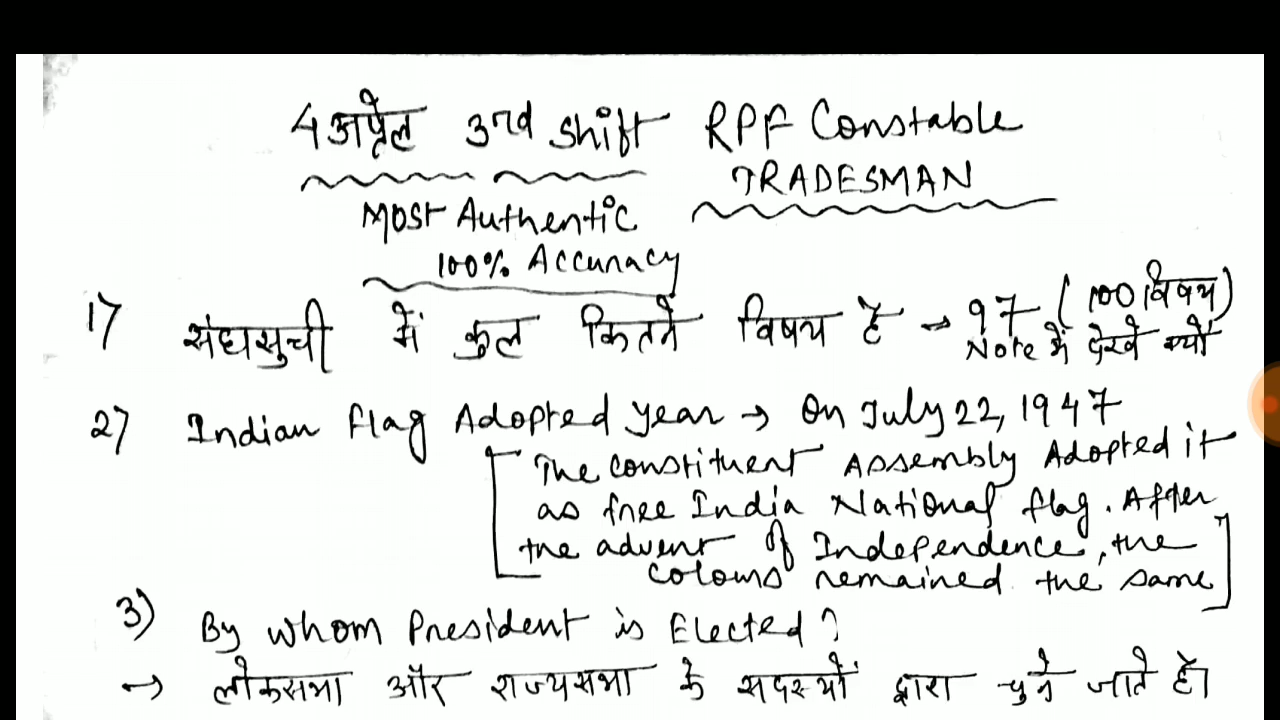 4 अप्रेल 3rd Shift RPF Constable
TRADESMAN
MOST Authentic
100% Accuracy
1) संघसुची में कुल कितने विषय है → 97 (100 विषय)
Note में देखे क्यों
2) Indian Flag Adopted year → On July 22, 1947
[The constituent Assembly Adopted it
as free India National flag. After
the advent of Independence, the
colours remained the same]
3) By Whom President is Elected?
→ लोकसभा और राज्यसभा के सदस्यों द्वारा चुने जाते हैं।